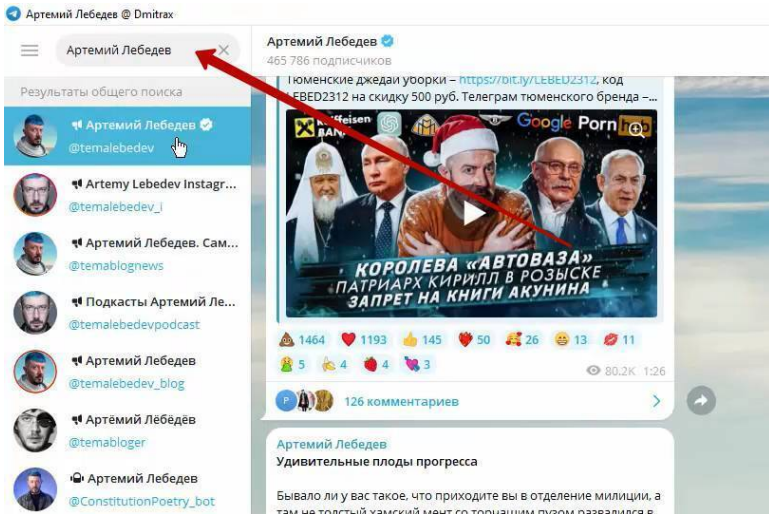 Артемий Лебедев @ Dmitrax
Артемий Лебедев
Результаты общего поиска
Артемий Лебедев
@temalebedev
Artemy Lebedev Instagr...
@temalebedev_i
Артемий Лебедев. Сам...
@temablognews
Подкасты Артемий Ле...
@temalebedevpodcast
Артемий Лебедев
@temalebedev_blog
Артёмий Лёбёдёв
@temabloger
Артемий Лебедев
@ConstitutionPoetry_bot
Артемий Лебедев
465 786 подписчиков
Тюменские джедаи уборки – https://bit.ly/LEBED2312, код
LEBED2312 на скидку 500 руб. Телеграм тюменского бренда –...
Raiffeisen
BANK
Google
Porn hub
КОРОЛЕВА «АВТОВАЗА»
ПАТРИАРХ КИРИЛЛ В РОЗЫСКЕ
ЗАПРЕТ НА КНИГИ АКУНИНА
1464 1193 145 50 26 13 11
5 4 4 3
80.2K 1:26
P
126 комментариев
Артемий Лебедев
Удивительные плоды прогресса
Бывало ли у вас такое, что приходите вы в отделение милиции, а
там не толстый хамский мент со торчащим пузом развалился в